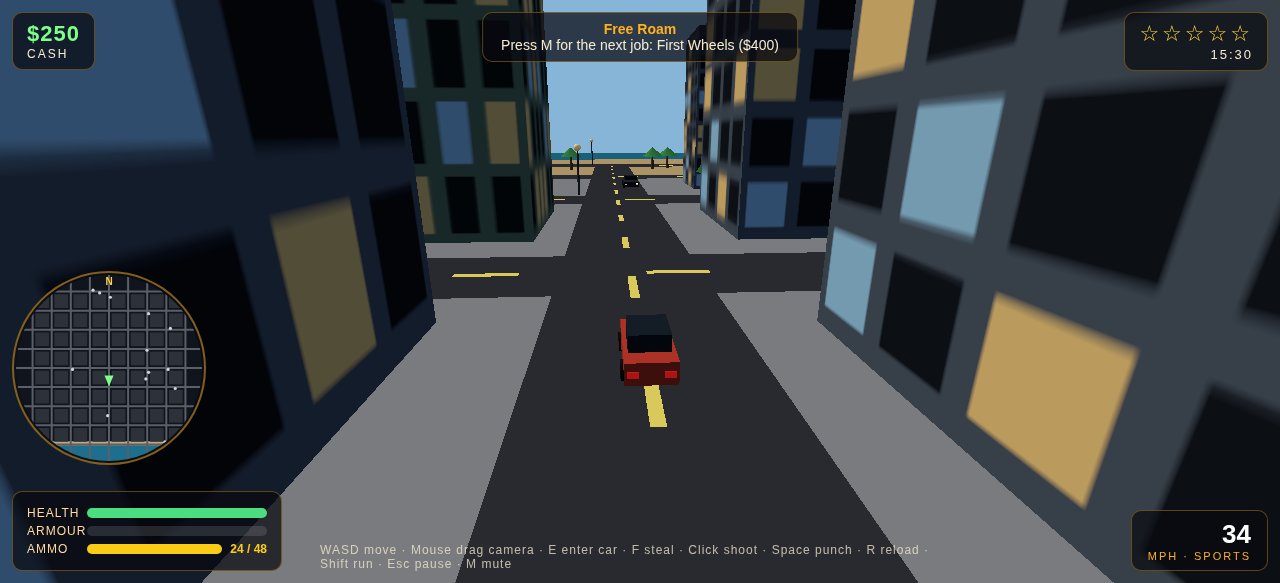 $250
CASH
Free Roam
Press M for the next job: First Wheels ($400)
☆☆☆☆☆
15:30
N
HEALTH
ARMOUR
AMMO 24 / 48
WASD move · Mouse drag camera · E enter car · F steal · Click shoot · Space punch · R reload ·
Shift run · Esc pause · M mute
34
MPH · SPORTS